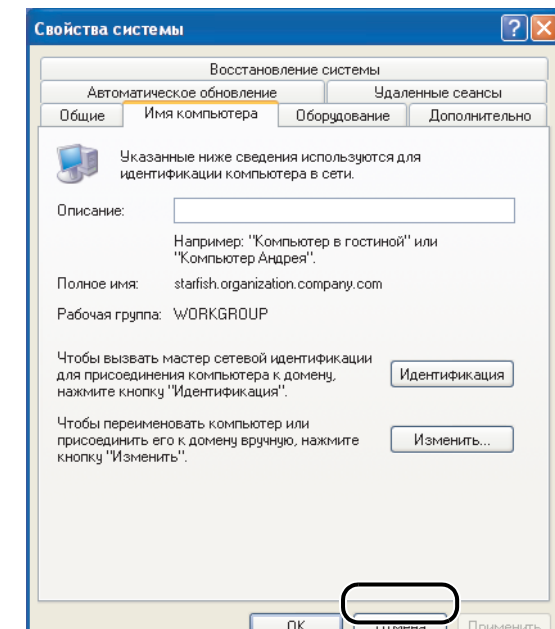 Свойства системы
Восстановление системы
Автоматическое обновление Удаленные сеансы
Общие Имя компьютера Оборудование Дополнительно
Указанные ниже сведения используются для
идентификации компьютера в сети.
Описание:
Например: "Компьютер в гостиной" или
"Компьютер Андрея".
Полное имя: starfish.organization.company.com
Рабочая группа: WORKGROUP
Чтобы вызвать мастер сетевой идентификации
для присоединения компьютера к домену,
нажмите кнопку "Идентификация".
Идентификация
Чтобы переименовать компьютер или
присоединить его к домену вручную, нажмите
кнопку "Изменить".
Изменить...
OK Отмена Применить